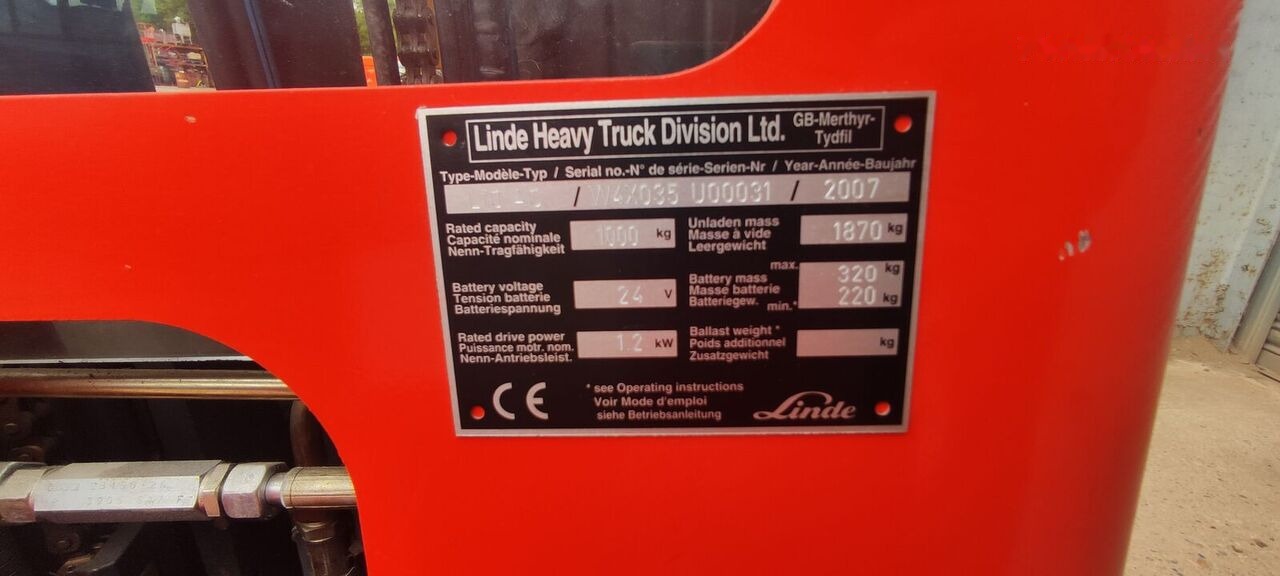 Linde Heavy Truck Division Ltd. GB-Merthyr-Tydfil
Type-Modèle-Typ / Serial no.-N° de série-Serien-Nr / Year-Année-Baujahr
/ W4X035 U00031 / 2007
Rated capacity
Capacité nominale
Nenn-Tragfähigkeit
1000 kg
Unladen mass
Masse à vide
Leergewicht
1870 kg
Battery voltage
Tension batterie
Batteriespannung
24 V
Battery mass
Masse batterie
Batteriegew.
max. 320 kg
min.* 220 kg
Rated drive power
Puissance motr. nom.
Nenn-Antriebsleist.
1.2 kW
Ballast weight *
Poids additionnel
Zusatzgewicht
kg
CE
* see Operating instructions
Voir Mode d'emploi
siehe Betriebsanleitung
Linde